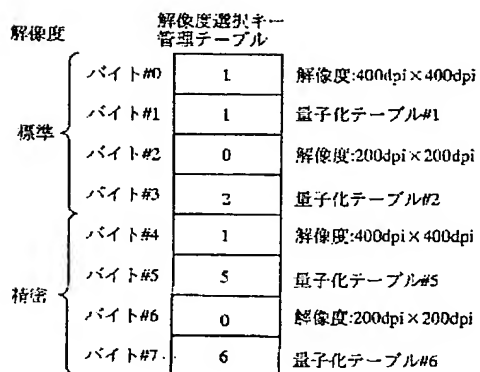 解像度
解像度選択キー
管理テーブル
バイト#0 1 解像度:400dpi×400dpi
バイト#1 1 量子化テーブル#1
標準
バイト#2 0 解像度:200dpi×200dpi
バイト#3 2 量子化テーブル#2
バイト#4 1 解像度:400dpi×400dpi
バイト#5 5 量子化テーブル#5
精密
バイト#6 0 解像度:200dpi×200dpi
バイト#7 6 量子化テーブル#6